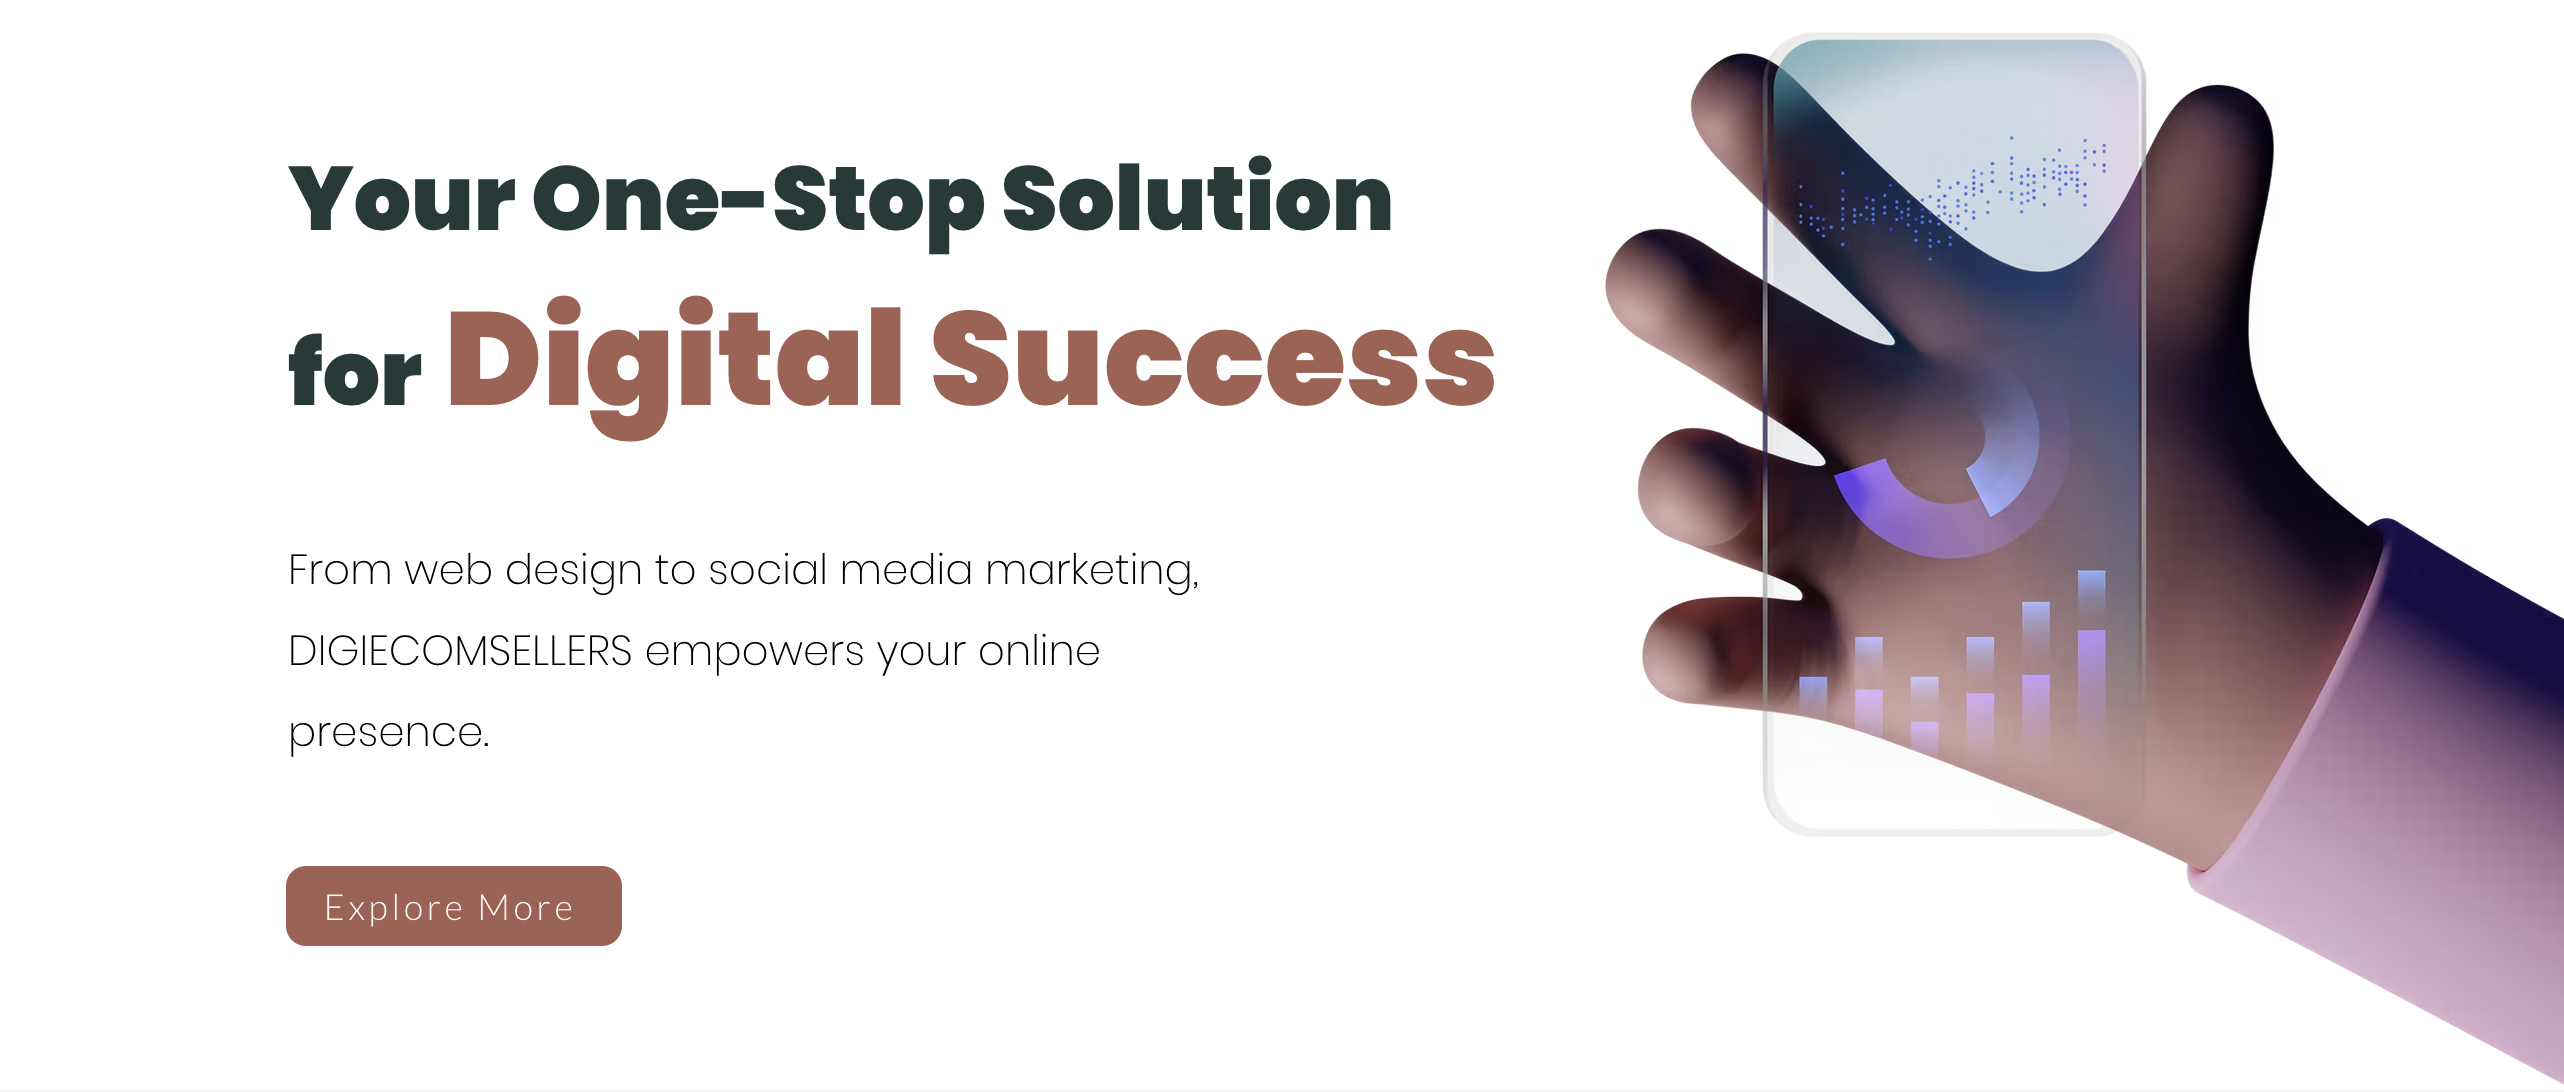 Your One-Stop Solution
for Digital Success
From web design to social media marketing,
DIGIECOMSELLERS empowers your online
presence.
Explore More